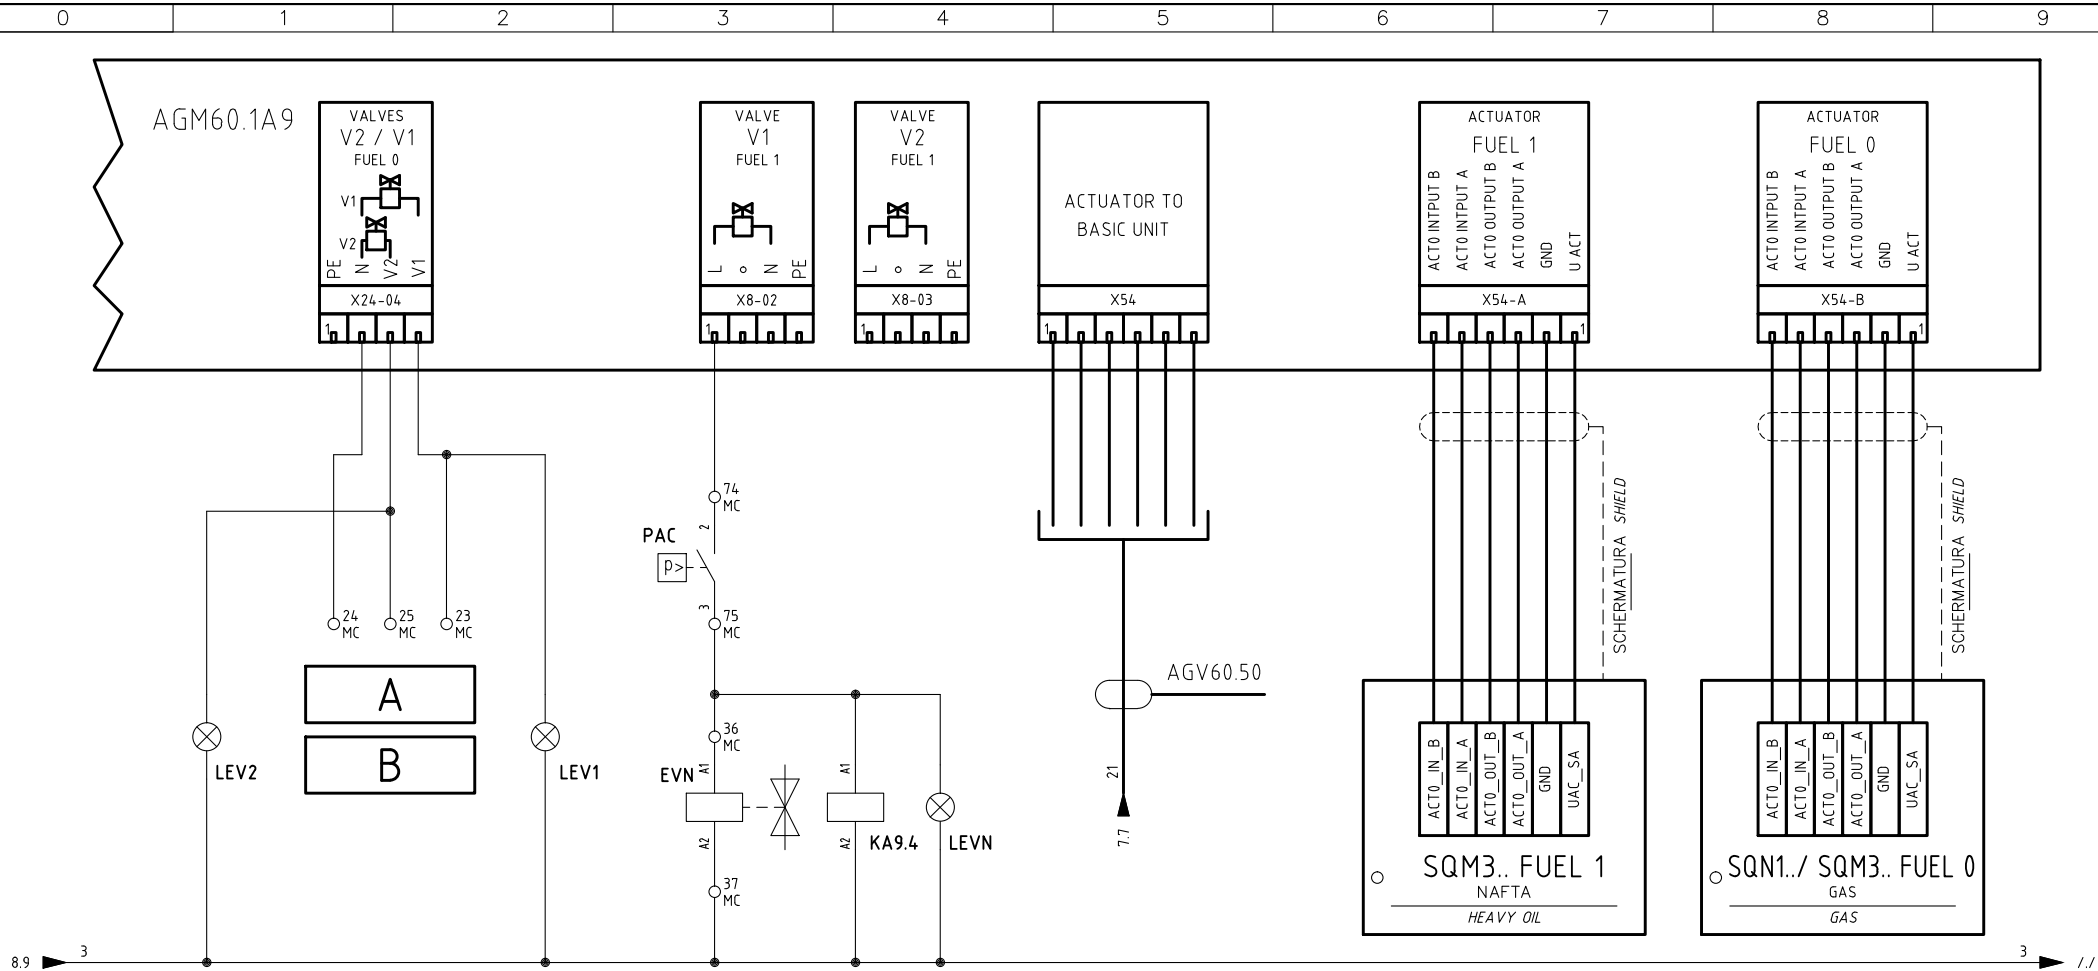 0 1 2 3 4 5 6 7 8 9
AGM60.1A9
VALVES
V2 / V1
FUEL 0
V1
V2
PE N V2 V1
X24-04
1
VALVE
V1
FUEL 1
L o N PE
X8-02
1
VALVE
V2
FUEL 1
L o N PE
X8-03
1
ACTUATOR TO
BASIC UNIT
X54
1
ACTUATOR
FUEL 1
ACT0 INTPUT B
ACT0 INTPUT A
ACT0 OUTPUT B
ACT0 OUTPUT A
GND
U ACT
X54-A
1
ACTUATOR
FUEL 0
ACT0 INTPUT B
ACT0 INTPUT A
ACT0 OUTPUT B
ACT0 OUTPUT A
GND
U ACT
X54-B
1
24
MC
25
MC
23
MC
A
B
LEV2
LEV1
74
MC
2
PAC
p>
3
75
MC
36
MC
EVN
A1
A2
37
MC
A1
A2
KA9.4
LEVN
AGV60.50
21
7.7
SCHERMATURA SHIELD
SCHERMATURA SHIELD
ACT0_IN_B
ACT0_IN_A
ACT0_OUT_B
ACT0_OUT_A
GND
UAC_SA
SQM3.. FUEL 1
NAFTA
HEAVY OIL
ACT0_IN_B
ACT0_IN_A
ACT0_OUT_B
ACT0_OUT_A
GND
UAC_SA
SQN1../ SQM3.. FUEL 0
GAS
GAS
8.9
3
3
/./